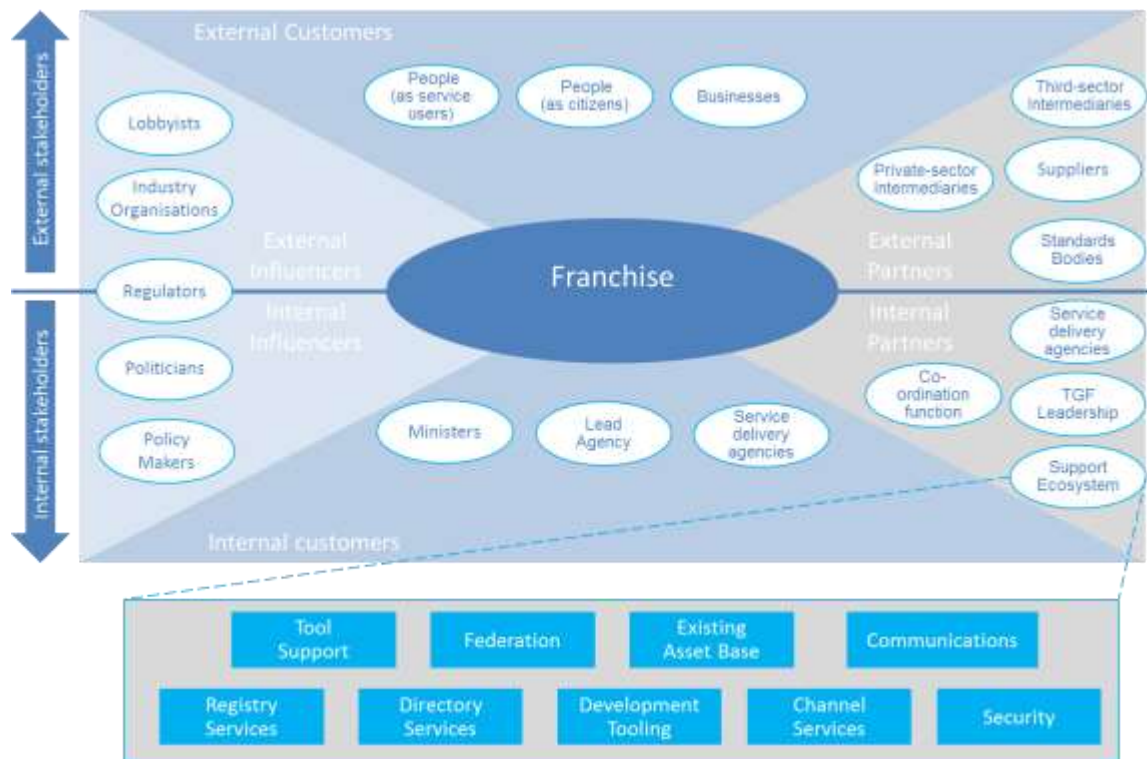 External stakeholders
Internal stakeholders
External Customers
People
(as service
users)
People
(as citizens)
Businesses
Third-sector
Intermediaries
Lobbyists
Private-sector
Intermediaries
Suppliers
Industry
Organisations
External
Influencers
External
Partners
Standards
Bodies
Franchise
Regulators
Internal
Influencers
Internal
Partners
Service
delivery
agencies
Politicians
Co-
ordination
function
TGF
Leadership
Ministers
Lead
Agency
Service
delivery
agencies
Policy
Makers
Support
Ecosystem
Internal customers
Tool
Support
Federation
Existing
Asset Base
Communications
Registry
Services
Directory
Services
Development
Tooling
Channel
Services
Security